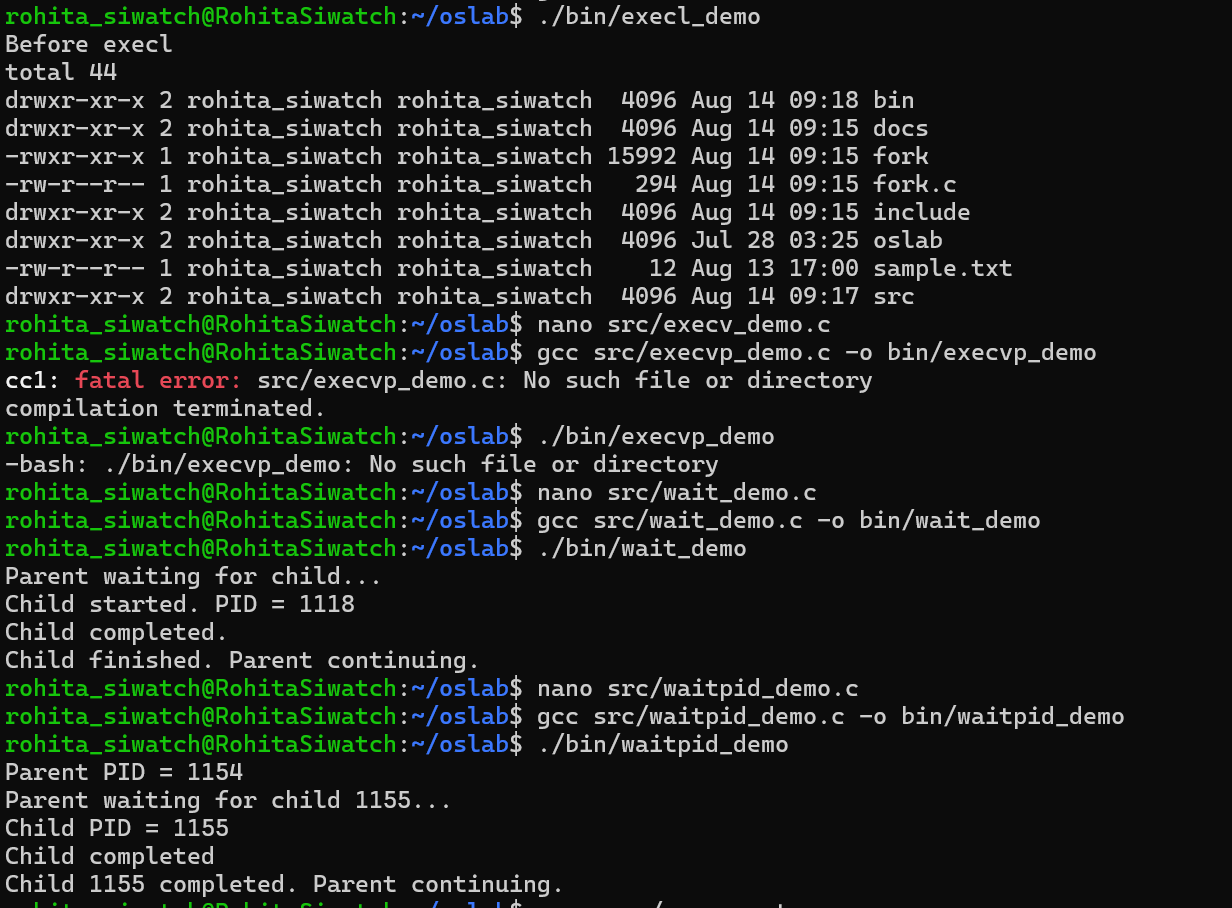 rohita_siwatch@RohitaSiwatch:~/oslab$ ./bin/execl_demo
Before execl
total 44
drwxr-xr-x 2 rohita_siwatch rohita_siwatch  4096 Aug 14 09:18 bin
drwxr-xr-x 2 rohita_siwatch rohita_siwatch  4096 Aug 14 09:15 docs
-rwxr-xr-x 1 rohita_siwatch rohita_siwatch 15992 Aug 14 09:15 fork
-rw-r--r-- 1 rohita_siwatch rohita_siwatch   294 Aug 14 09:15 fork.c
drwxr-xr-x 2 rohita_siwatch rohita_siwatch  4096 Aug 14 09:15 include
drwxr-xr-x 2 rohita_siwatch rohita_siwatch  4096 Jul 28 03:25 oslab
-rw-r--r-- 1 rohita_siwatch rohita_siwatch    12 Aug 13 17:00 sample.txt
drwxr-xr-x 2 rohita_siwatch rohita_siwatch  4096 Aug 14 09:17 src
rohita_siwatch@RohitaSiwatch:~/oslab$ nano src/execv_demo.c
rohita_siwatch@RohitaSiwatch:~/oslab$ gcc src/execvp_demo.c -o bin/execvp_demo
cc1: fatal error: src/execvp_demo.c: No such file or directory
compilation terminated.
rohita_siwatch@RohitaSiwatch:~/oslab$ ./bin/execvp_demo
-bash: ./bin/execvp_demo: No such file or directory
rohita_siwatch@RohitaSiwatch:~/oslab$ nano src/wait_demo.c
rohita_siwatch@RohitaSiwatch:~/oslab$ gcc src/wait_demo.c -o bin/wait_demo
rohita_siwatch@RohitaSiwatch:~/oslab$ ./bin/wait_demo
Parent waiting for child...
Child started. PID = 1118
Child completed.
Child finished. Parent continuing.
rohita_siwatch@RohitaSiwatch:~/oslab$ nano src/waitpid_demo.c
rohita_siwatch@RohitaSiwatch:~/oslab$ gcc src/waitpid_demo.c -o bin/waitpid_demo
rohita_siwatch@RohitaSiwatch:~/oslab$ ./bin/waitpid_demo
Parent PID = 1154
Parent waiting for child 1155...
Child PID = 1155
Child completed
Child 1155 completed. Parent continuing.
rohita_siwatch@RohitaSiwatch:~/oslab$